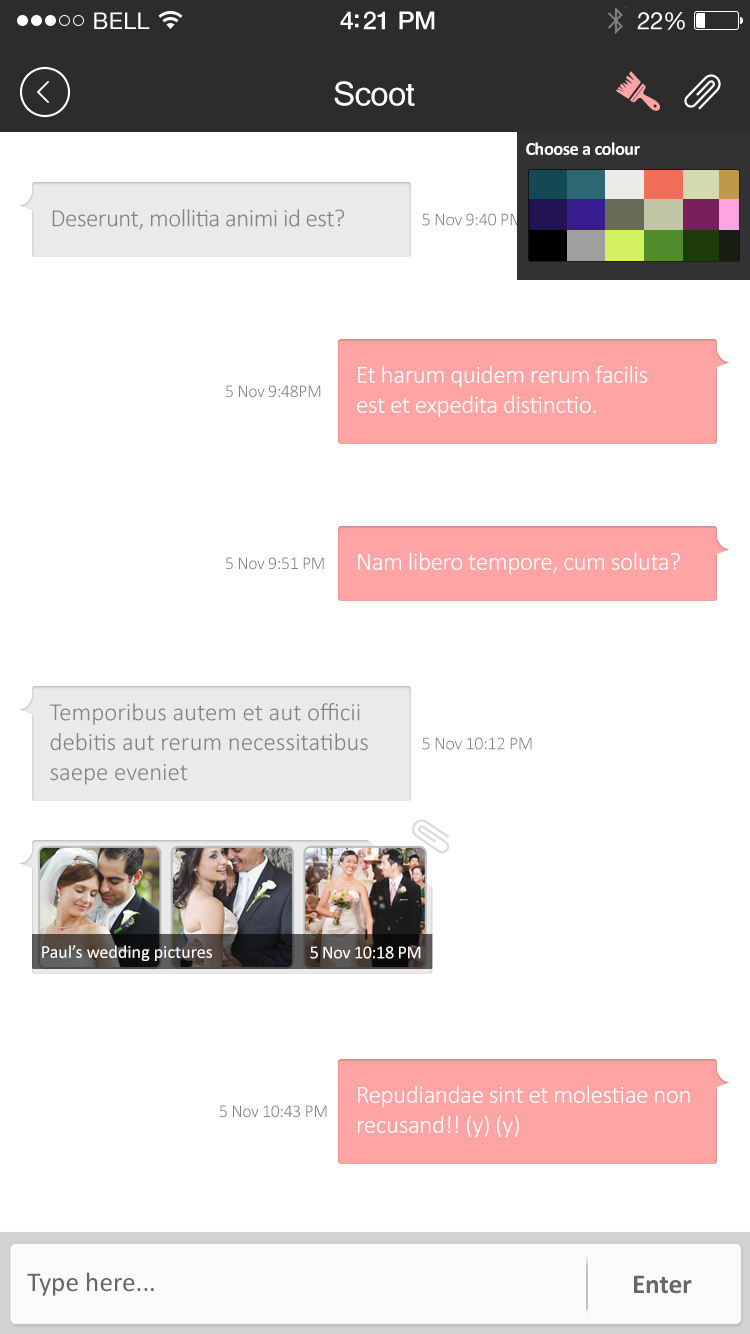 BELL 4:21 PM 22%
Scoot
Choose a colour
Deserunt, mollitia animi id est?
5 Nov 9:40 PM
Et harum quidem rerum facilis
est et expedita distinctio.
5 Nov 9:48PM
Nam libero tempore, cum soluta?
5 Nov 9:51 PM
Temporibus autem et aut officii
debitis aut rerum necessitatibus
saepe eveniet
5 Nov 10:12 PM
Paul’s wedding pictures 5 Nov 10:18 PM
Repudiandae sint et molestiae non
recusand!! (y) (y)
5 Nov 10:43 PM
Type here... Enter